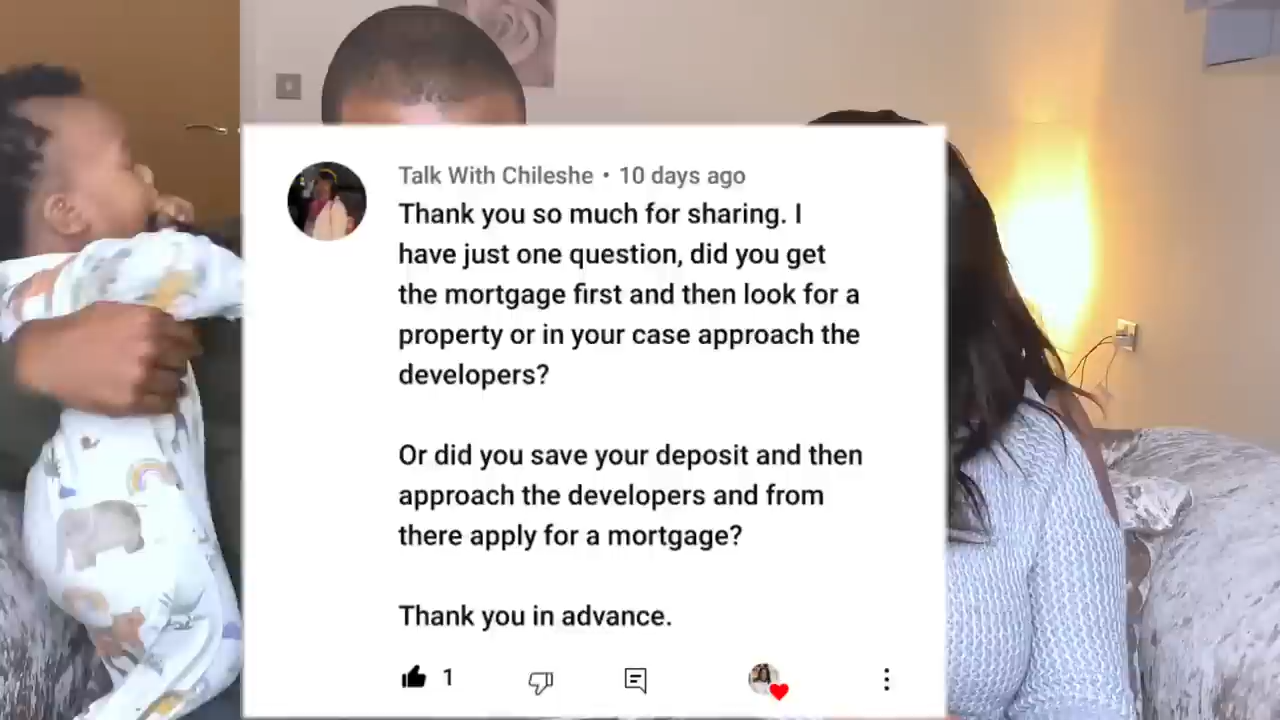 Talk With Chileshe • 10 days ago
Thank you so much for sharing. I
have just one question, did you get
the mortgage first and then look for a
property or in your case approach the
developers?
Or did you save your deposit and then
approach the developers and from
there apply for a mortgage?
Thank you in advance.
1